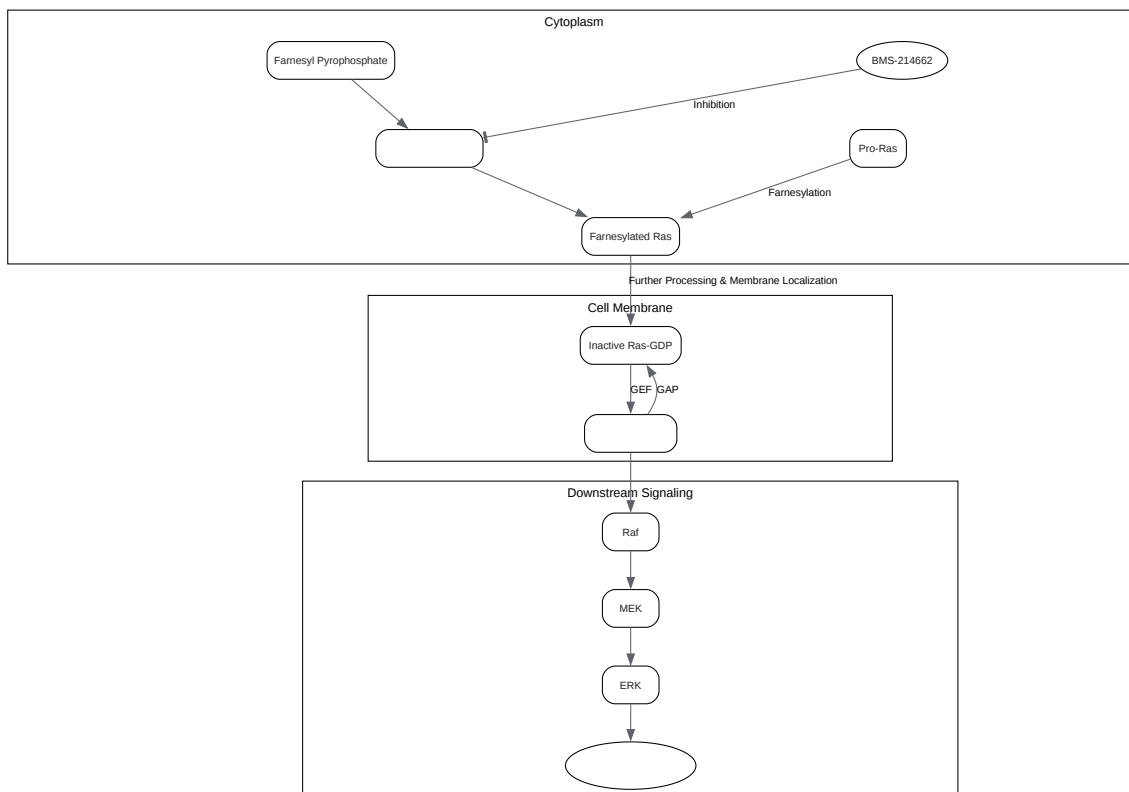 Cytoplasm
Farnesyl Pyrophosphate
BMS-214662
Inhibition
Pro-Ras
Farnesylation
Farnesylated Ras
Further Processing & Membrane Localization
Cell Membrane
Inactive Ras-GDP
GEF
GAP
Downstream Signaling
Raf
MEK
ERK